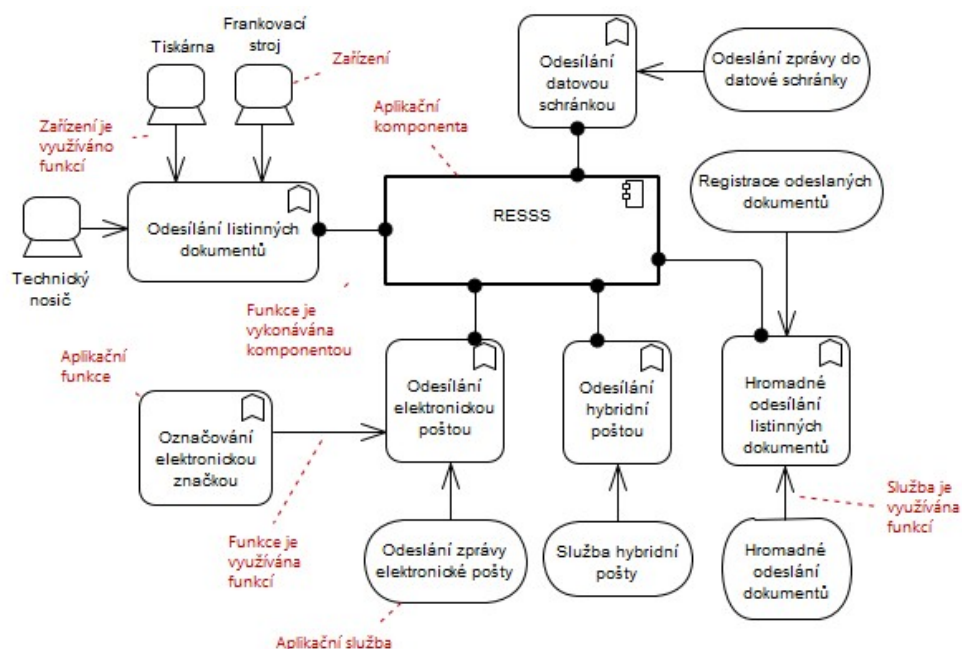 Frankovací
stroj
Tiskárna
Zařízení
Zařízení je
využíváno
funkcí
Aplikační
komponenta
Odesílání
datovou
schránkou
Odeslání zprávy do
datové schránky
Registrace odeslaných
dokumentů
RESSS
Odesílání listinných
dokumentů
Technický
nosič
Funkce je
vykonávána
komponentou
Aplikační
funkce
Označování
elektronickou
značkou
Odesílání
elektronickou
poštou
Odesílání
hybridní
poštou
Hromadné
odesílání
listinných
dokumentů
Služba je
využívána
funkcí
Funkce je
využívána
funkcí
Odeslání zprávy
elektronické pošty
Služba hybridní
pošty
Hromadné
odeslání
dokumentů
Aplikační služba